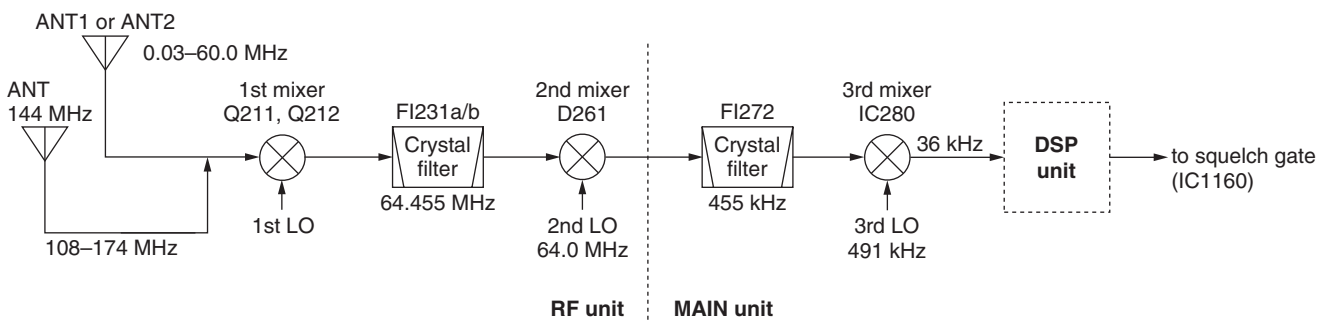 ANT1 or ANT2
0.03–60.0 MHz
ANT
144 MHz
108–174 MHz
1st mixer
Q211, Q212
1st LO
FI231a/b
Crystal
filter
64.455 MHz
2nd mixer
D261
2nd LO
64.0 MHz
RF unit
MAIN unit
FI272
Crystal
filter
455 kHz
3rd mixer
IC280
36 kHz
3rd LO
491 kHz
DSP
unit
to squelch gate
(IC1160)